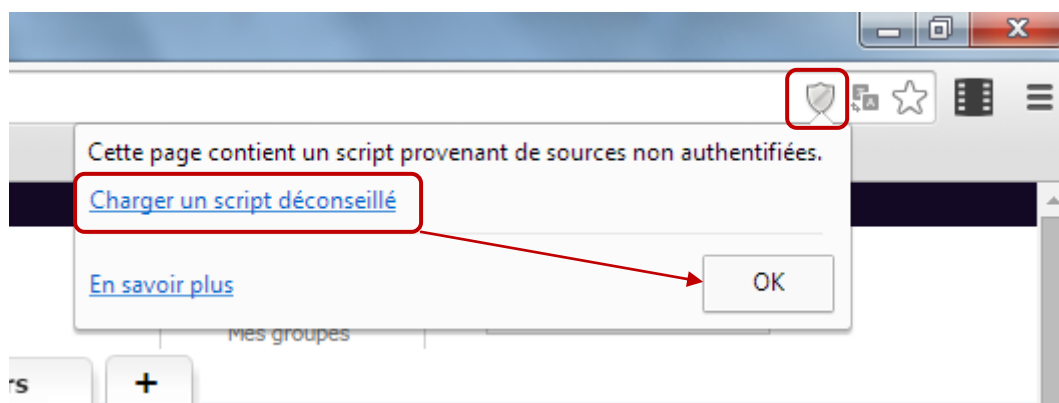 Cette page contient un script provenant de sources non authentifiées.
Charger un script déconseillé
En savoir plus
OK
Mes groupes
rs
+